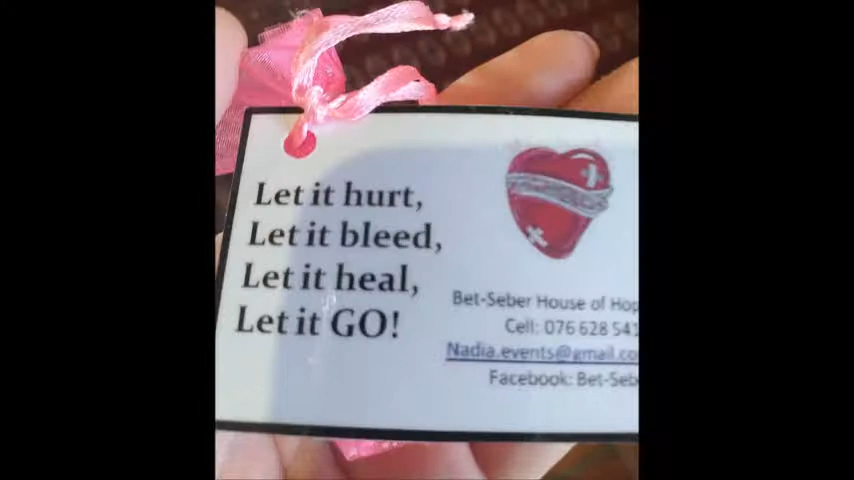 Let it hurt,
Let it bleed,
Let it heal,
Let it GO!
Bet-Seber House of Hop
Cell: 076 628 541
Nadia.events@gmail.co
Facebook: Bet-Seb